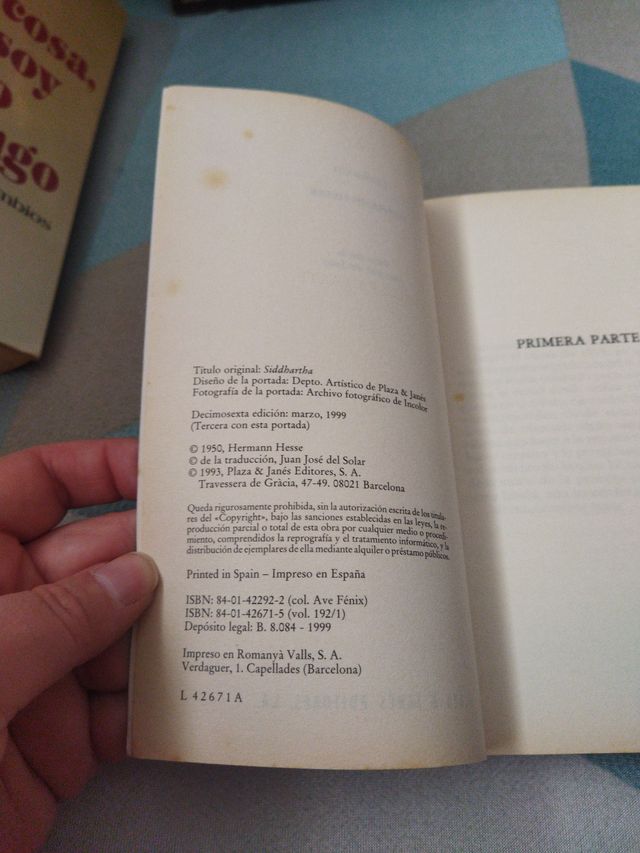 cosa,
soy
o
ago
mbios
Título original: Siddhartha
Diseño de la portada: Depto. Artístico de Plaza & Janés
Fotografía de la portada: Archivo fotográfico de Incolor
Decimosexta edición: marzo, 1999
(Tercera con esta portada)
© 1950, Hermann Hesse
© de la traducción, Juan José del Solar
© 1993, Plaza & Janés Editores, S. A.
Travessera de Gràcia, 47-49. 08021 Barcelona
Queda rigurosamente prohibida, sin la autorización escrita de los titula-
res del «Copyright», bajo las sanciones establecidas en las leyes, la re-
producción parcial o total de esta obra por cualquier medio o procedi-
miento, comprendidos la reprografía y el tratamiento informático, y la
distribución de ejemplares de ella mediante alquiler o préstamo públicos.
Printed in Spain – Impreso en España
ISBN: 84-01-42292-2 (col. Ave Fénix)
ISBN: 84-01-42671-5 (vol. 192/1)
Depósito legal: B. 8.084 - 1999
Impreso en Romanyà Valls, S. A.
Verdaguer, 1. Capellades (Barcelona)
L 42671A
PRIMERA PARTE